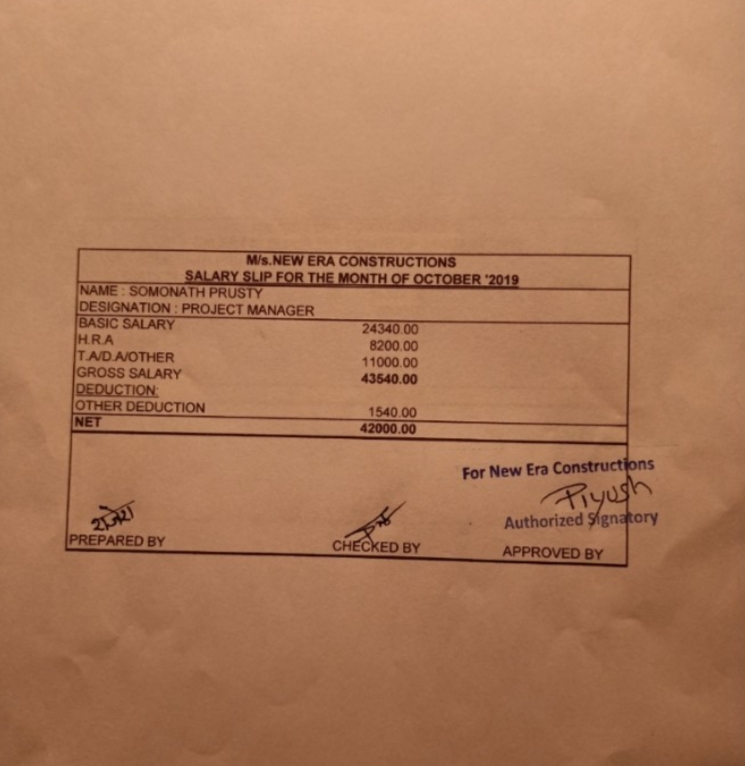 M/s.NEW ERA CONSTRUCTIONS
SALARY SLIP FOR THE MONTH OF OCTOBER '2019
NAME : SOMONATH PRUSTY
DESIGNATION : PROJECT MANAGER
BASIC SALARY 24340.00
H.R.A 8200.00
T.A/D.A/OTHER 11000.00
GROSS SALARY 43540.00
DEDUCTION:
OTHER DEDUCTION 1540.00
NET 42000.00
For New Era Constructions
Piyush
Authorized Signatory
PREPARED BY CHECKED BY APPROVED BY